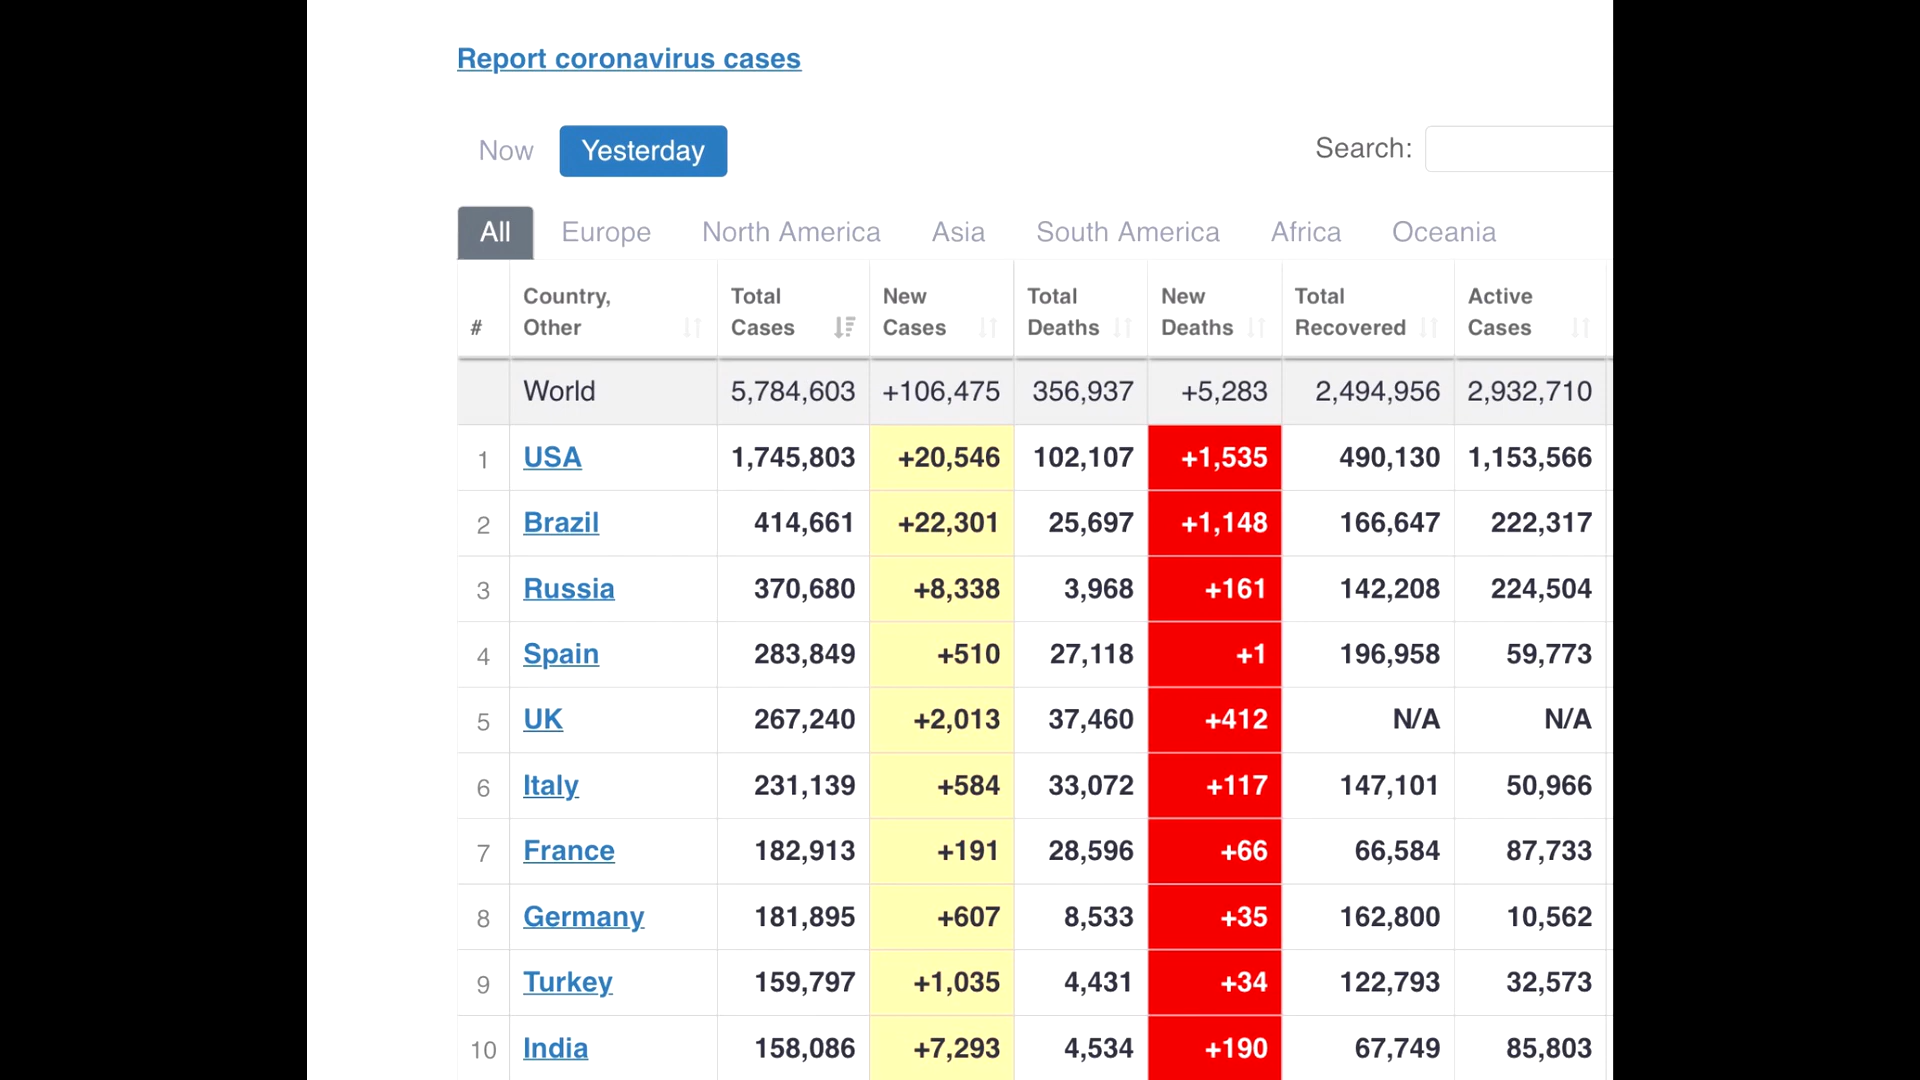 Report coronavirus cases
Now Yesterday Search:
All Europe North America Asia South America Africa Oceania
# Country, Other Total Cases New Cases Total Deaths New Deaths Total Recovered Active Cases
World 5,784,603 +106,475 356,937 +5,283 2,494,956 2,932,710
1 USA 1,745,803 +20,546 102,107 +1,535 490,130 1,153,566
2 Brazil 414,661 +22,301 25,697 +1,148 166,647 222,317
3 Russia 370,680 +8,338 3,968 +161 142,208 224,504
4 Spain 283,849 +510 27,118 +1 196,958 59,773
5 UK 267,240 +2,013 37,460 +412 N/A N/A
6 Italy 231,139 +584 33,072 +117 147,101 50,966
7 France 182,913 +191 28,596 +66 66,584 87,733
8 Germany 181,895 +607 8,533 +35 162,800 10,562
9 Turkey 159,797 +1,035 4,431 +34 122,793 32,573
10 India 158,086 +7,293 4,534 +190 67,749 85,803